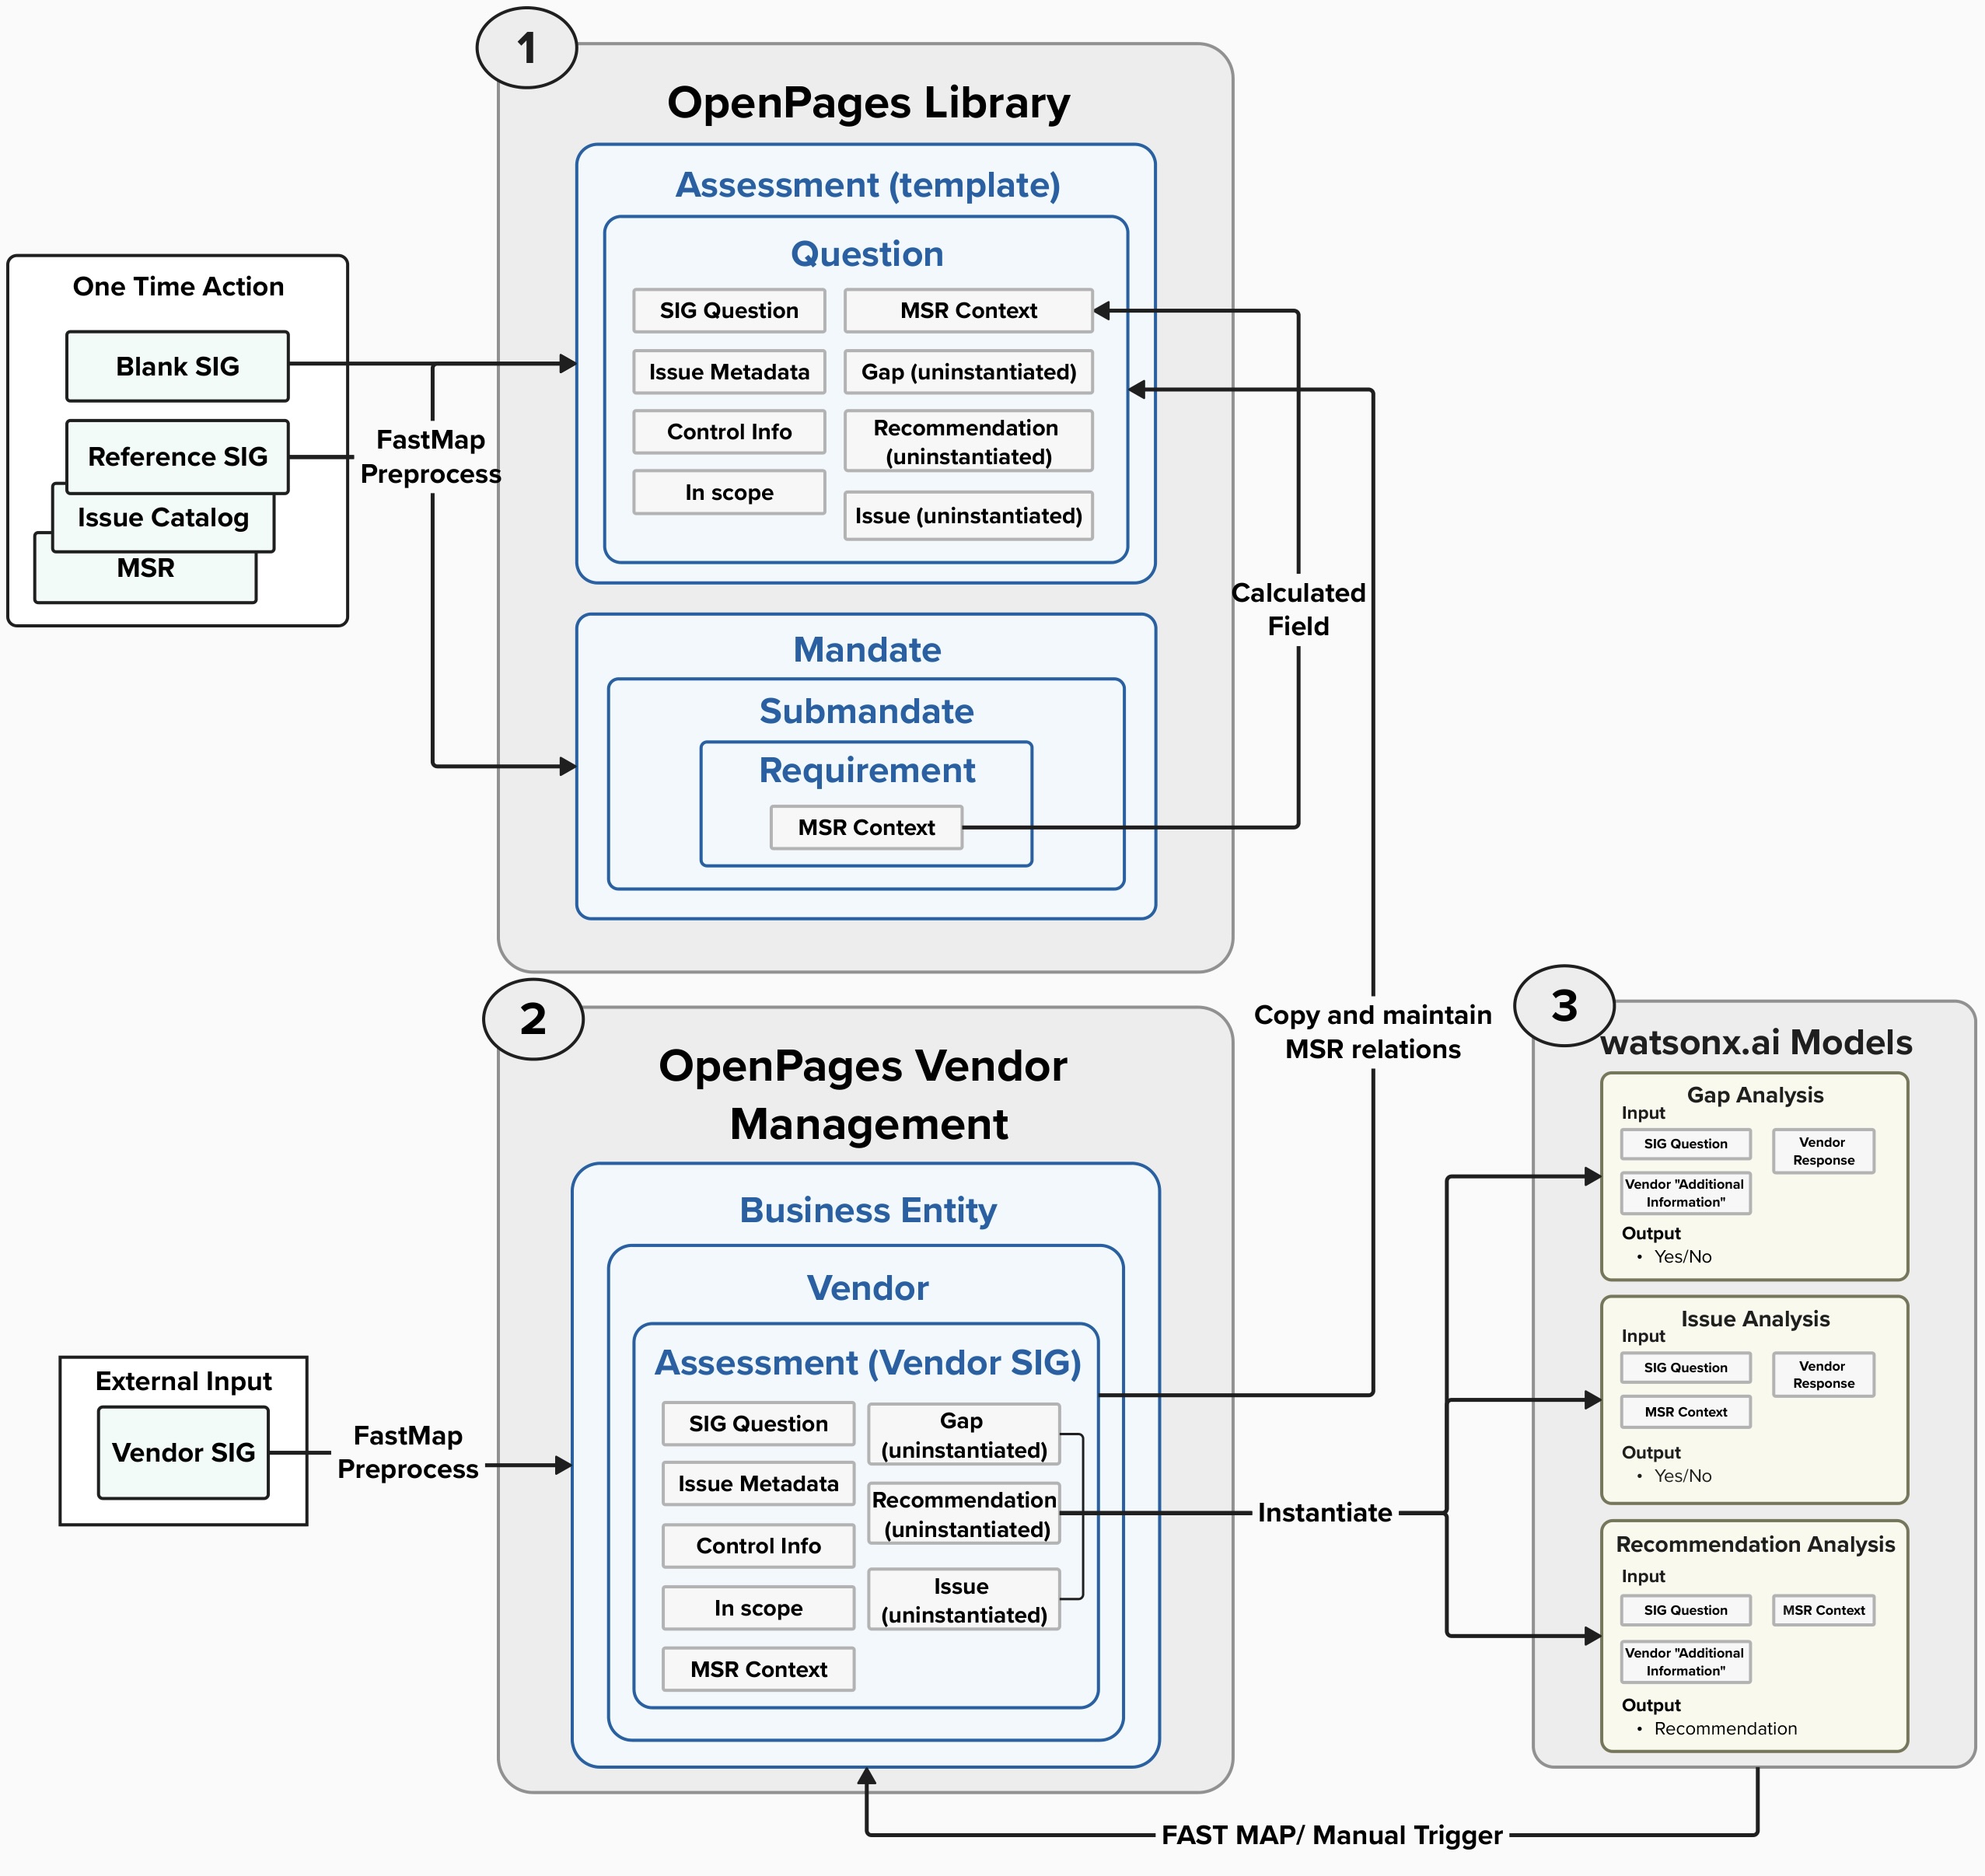 1
OpenPages Library
Assessment (template)
Question
SIG Question
MSR Context
Issue Metadata
Gap (uninstantiated)
Control Info
Recommendation
(uninstantiated)
In scope
Issue (uninstantiated)
One Time Action
Blank SIG
Reference SIG
Issue Catalog
MSR
FastMap
Preprocess
Calculated
Field
Mandate
Submandate
Requirement
MSR Context
2
OpenPages Vendor
Management
Copy and maintain
MSR relations
Business Entity
Vendor
Assessment (Vendor SIG)
SIG Question
Gap
(uninstantiated)
Issue Metadata
Recommendation
(uninstantiated)
Control Info
In scope
Issue
(uninstantiated)
MSR Context
External Input
Vendor SIG
FastMap
Preprocess
Instantiate
3
watsonx.ai Models
Gap Analysis
Input
SIG Question
Vendor
Response
Vendor "Additional
Information"
Output
• Yes/No
Issue Analysis
Input
SIG Question
Vendor
Response
MSR Context
Output
• Yes/No
Recommendation Analysis
Input
SIG Question
MSR Context
Vendor "Additional
Information"
Output
• Recommendation
FAST MAP/ Manual Trigger